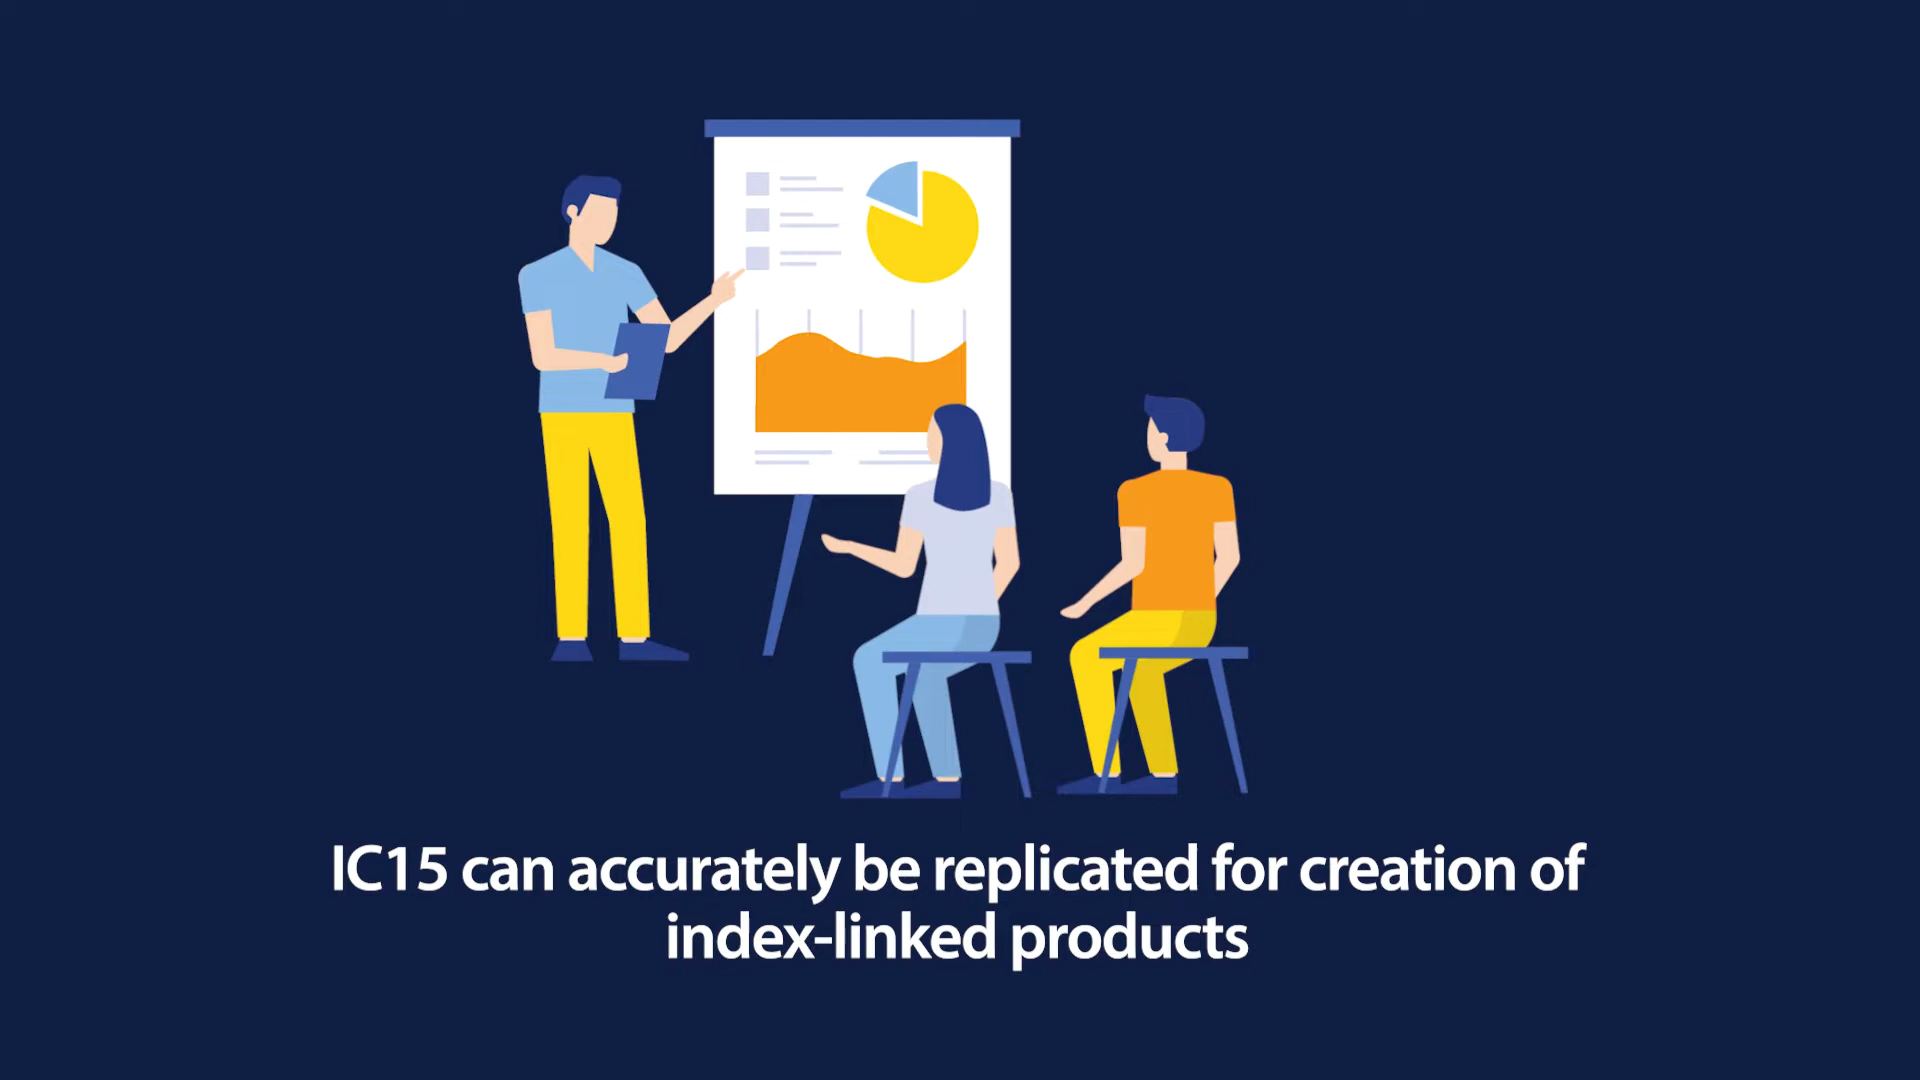 IC15 can accurately be replicated for creation of
index-linked products